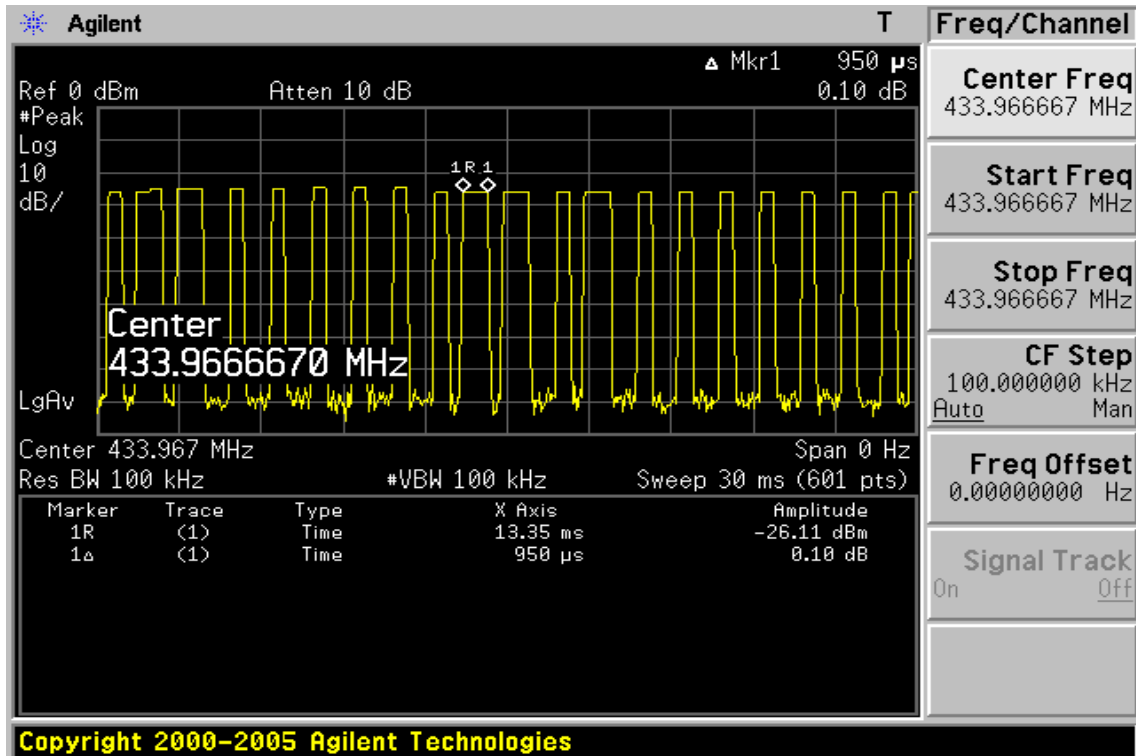 Agilent T
Δ Mkr1 950 µs
Ref 0 dBm Atten 10 dB 0.10 dB
#Peak
Log
10
dB/
1R 1
Center
433.9666670 MHz
LgAv
Center 433.967 MHz Span 0 Hz
Res BW 100 kHz #VBW 100 kHz Sweep 30 ms (601 pts)
Marker Trace Type X Axis Amplitude
1R (1) Time 13.35 ms -26.11 dBm
1Δ (1) Time 950 µs 0.10 dB
Copyright 2000-2005 Agilent Technologies
Freq/Channel
Center Freq
433.966667 MHz
Start Freq
433.966667 MHz
Stop Freq
433.966667 MHz
CF Step
100.000000 kHz
Auto Man
Freq Offset
0.00000000 Hz
Signal Track
On Off